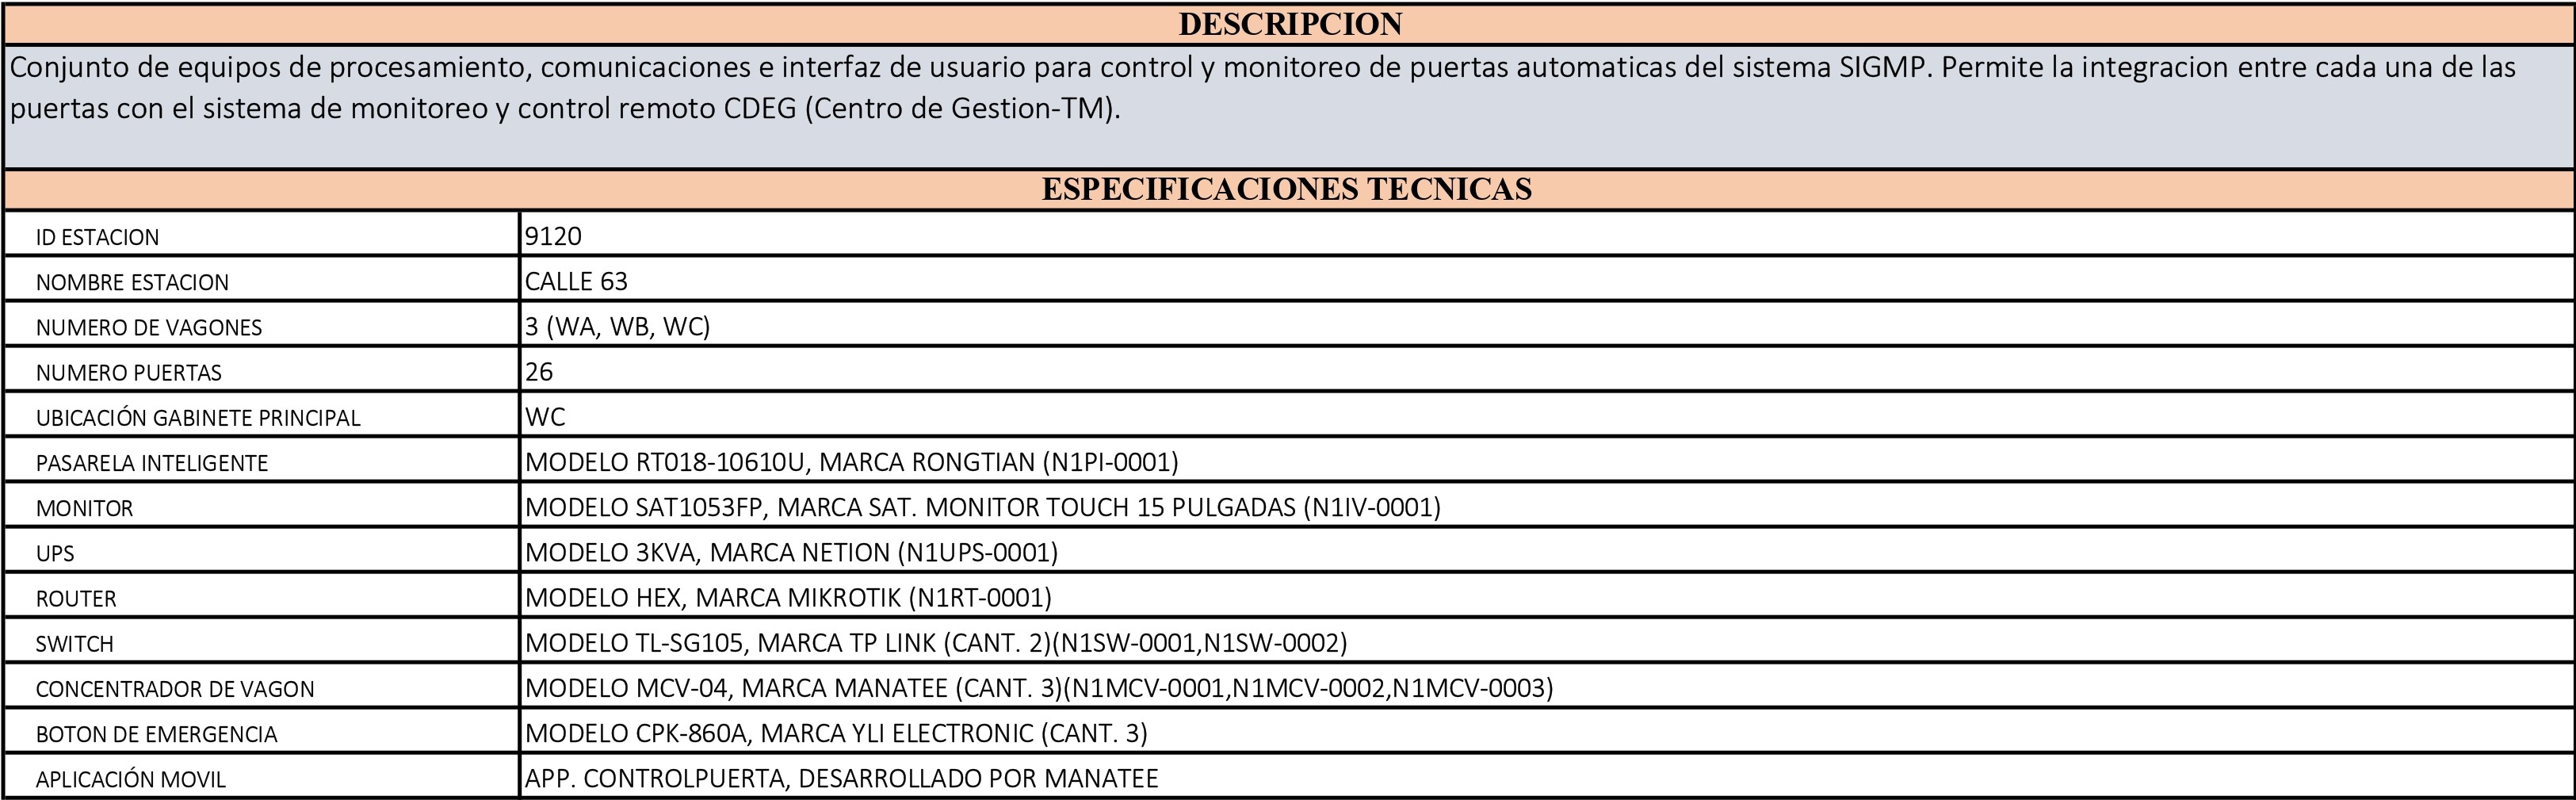 DESCRIPCION
Conjunto de equipos de procesamiento, comunicaciones e interfaz de usuario para control y monitoreo de puertas automaticas del sistema SIGMP. Permite la integracion entre cada una de las
puertas con el sistema de monitoreo y control remoto CDEG (Centro de Gestion-TM).
ESPECIFICACIONES TECNICAS
ID ESTACION 9120
NOMBRE ESTACION CALLE 63
NUMERO DE VAGONES 3 (WA, WB, WC)
NUMERO PUERTAS 26
UBICACIÓN GABINETE PRINCIPAL WC
PASARELA INTELIGENTE MODELO RT018-10610U, MARCA RONGTIAN (N1PI-0001)
MONITOR MODELO SAT1053FP, MARCA SAT. MONITOR TOUCH 15 PULGADAS (N1IV-0001)
UPS MODELO 3KVA, MARCA NETION (N1UPS-0001)
ROUTER MODELO HEX, MARCA MIKROTIK (N1RT-0001)
SWITCH MODELO TL-SG105, MARCA TP LINK (CANT. 2)(N1SW-0001,N1SW-0002)
CONCENTRADOR DE VAGON MODELO MCV-04, MARCA MANATEE (CANT. 3)(N1MCV-0001,N1MCV-0002,N1MCV-0003)
BOTON DE EMERGENCIA MODELO CPK-860A, MARCA YLI ELECTRONIC (CANT. 3)
APLICACIÓN MOVIL APP. CONTROLPUERTA, DESARROLLADO POR MANATEE